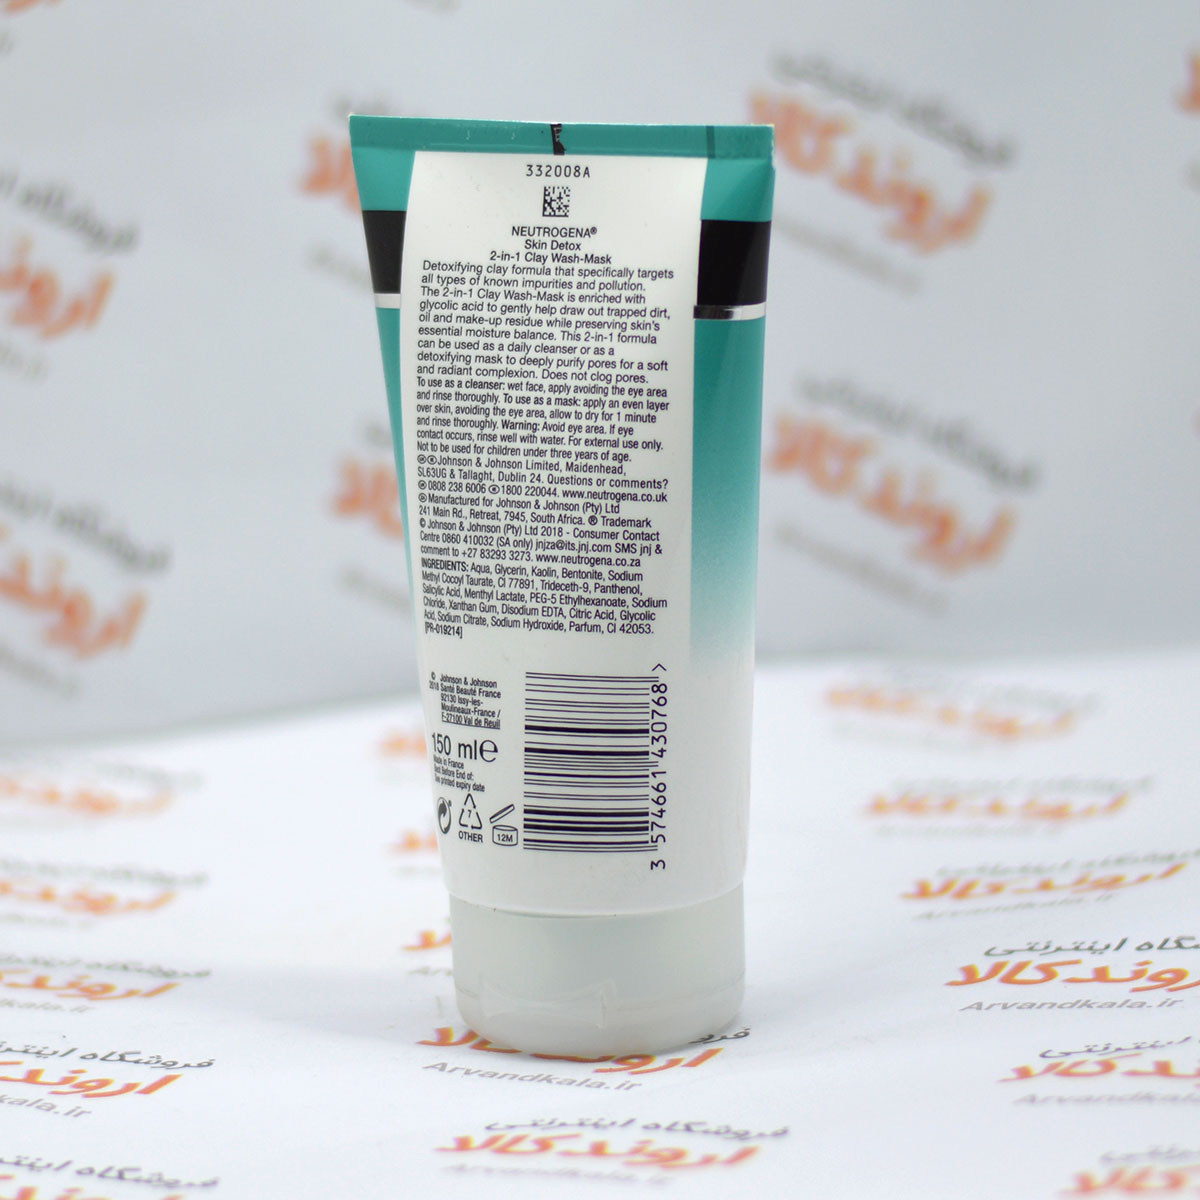 332008A
NEUTROGENA®
Skin Detox
2-in-1 Clay Wash-Mask
Detoxifying clay formula that specifically targets
all types of known impurities and pollution.
The 2-in-1 Clay Wash-Mask is enriched with
glycolic acid to gently help draw out trapped dirt,
oil and make-up residue while preserving skin's
essential moisture balance. This 2-in-1 formula
can be used as a daily cleanser or as a
detoxifying mask to deeply purify pores for a soft
and radiant complexion. Does not clog pores.
To use as a cleanser: wet face, apply avoiding the eye area
and rinse thoroughly. To use as a mask: apply an even layer
over skin, avoiding the eye area, allow to dry for 1 minute
and rinse thoroughly. Warning: Avoid eye area. If eye
contact occurs, rinse well with water. For external use only.
Not to be used for children under three years of age.
Johnson & Johnson Limited, Maidenhead,
SL63UG & Tallaght, Dublin 24. Questions or comments?
0808 238 6006 1800 220044. www.neutrogena.co.uk
Manufactured for Johnson & Johnson (Pty) Ltd
241 Main Rd., Retreat, 7945, South Africa. ® Trademark
© Johnson & Johnson (Pty) Ltd 2018 - Consumer Contact
Centre 0860 410032 (SA only) jnjza@its.jnj.com SMS jnj &
comment to +27 83293 3273. www.neutrogena.co.za
INGREDIENTS: Aqua, Glycerin, Kaolin, Bentonite, Sodium
Methyl Cocoyl Taurate, CI 77891, Trideceth-9, Panthenol,
Salicylic Acid, Menthyl Lactate, PEG-5 Ethylhexanoate, Sodium
Chloride, Xanthan Gum, Disodium EDTA, Citric Acid, Glycolic
Acid, Sodium Citrate, Sodium Hydroxide, Parfum, CI 42053.
[PR-019214]
© Johnson & Johnson
2018 Santé Beauté France
92130 Issy-les-
Moulineaux-France /
F-27100 Val de Reuil
150 ml℮
Made in France
Best before End of:
See printed expiry date
7
OTHER
12M
3 574661 430768 >
فروشگاه اینترنتی
اروندکالا
Arvandkala.ir